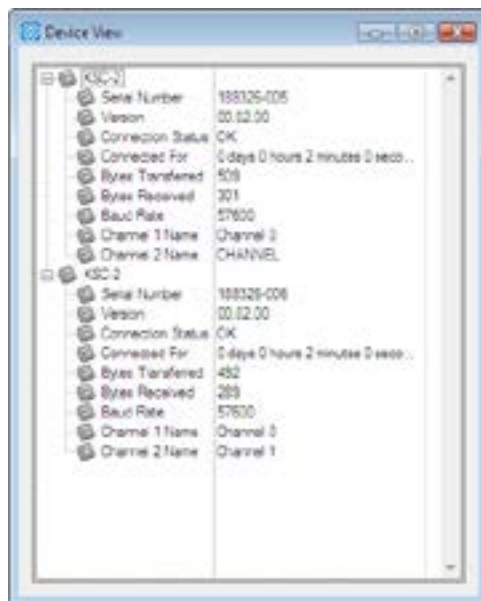 Device View
KSC-2
Serial Number 188326-005
Version 00.02.00
Connection Status OK
Connected For 0 days 0 hours 2 minutes 0 seco...
Bytes Transferred 509
Bytes Received 301
Baud Rate 57600
Channel 1 Name Channel 0
Channel 2 Name CHANNEL
KSC-2
Serial Number 188326-006
Version 00.02.00
Connection Status OK
Connected For 0 days 0 hours 2 minutes 0 seco...
Bytes Transferred 492
Bytes Received 289
Baud Rate 57600
Channel 1 Name Channel 0
Channel 2 Name Channel 1